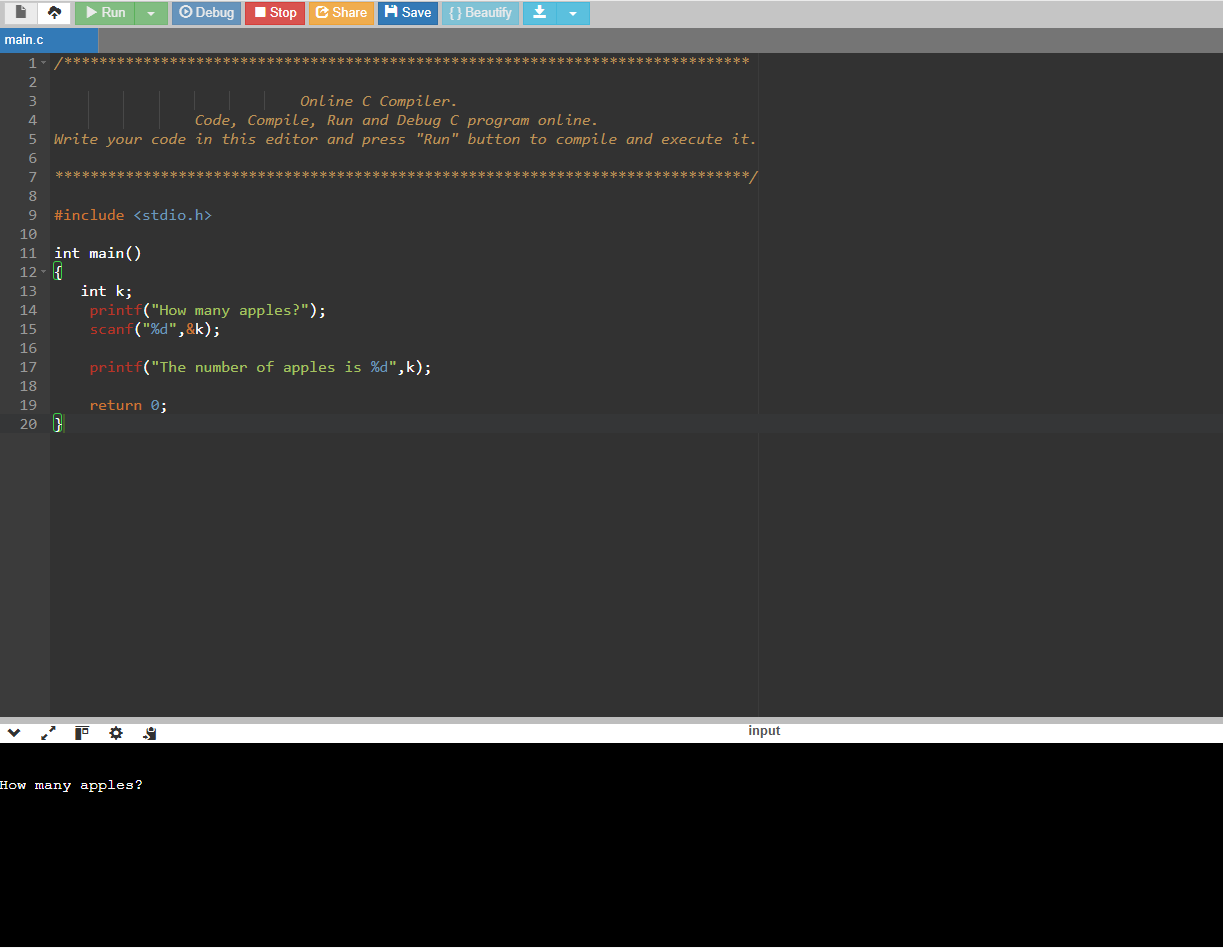 Run Debug Stop Share Save { } Beautify
main.c
1 /******************************************************************************
2
3 Online C Compiler.
4 Code, Compile, Run and Debug C program online.
5 Write your code in this editor and press "Run" button to compile and execute it.
6
7 *******************************************************************************/
8
9 #include <stdio.h>
10
11 int main()
12 {
13 int k;
14 printf("How many apples?");
15 scanf("%d",&k);
16
17 printf("The number of apples is %d",k);
18
19 return 0;
20 }
input
How many apples?